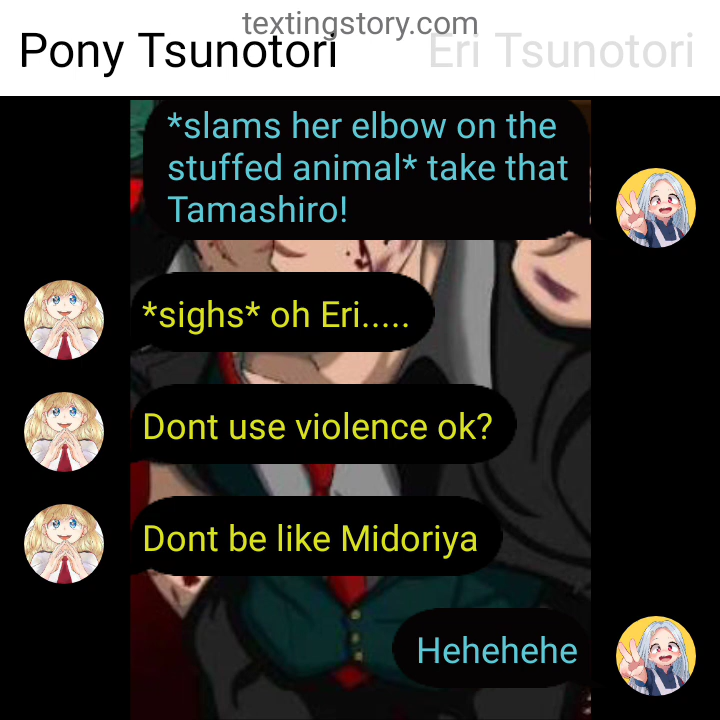 textingstory.com
Pony Tsunotori
Eri Tsunotori
*slams her elbow on the
stuffed animal* take that
Tamashiro!
*sighs* oh Eri.....
Dont use violence ok?
Dont be like Midoriya
Hehehehe